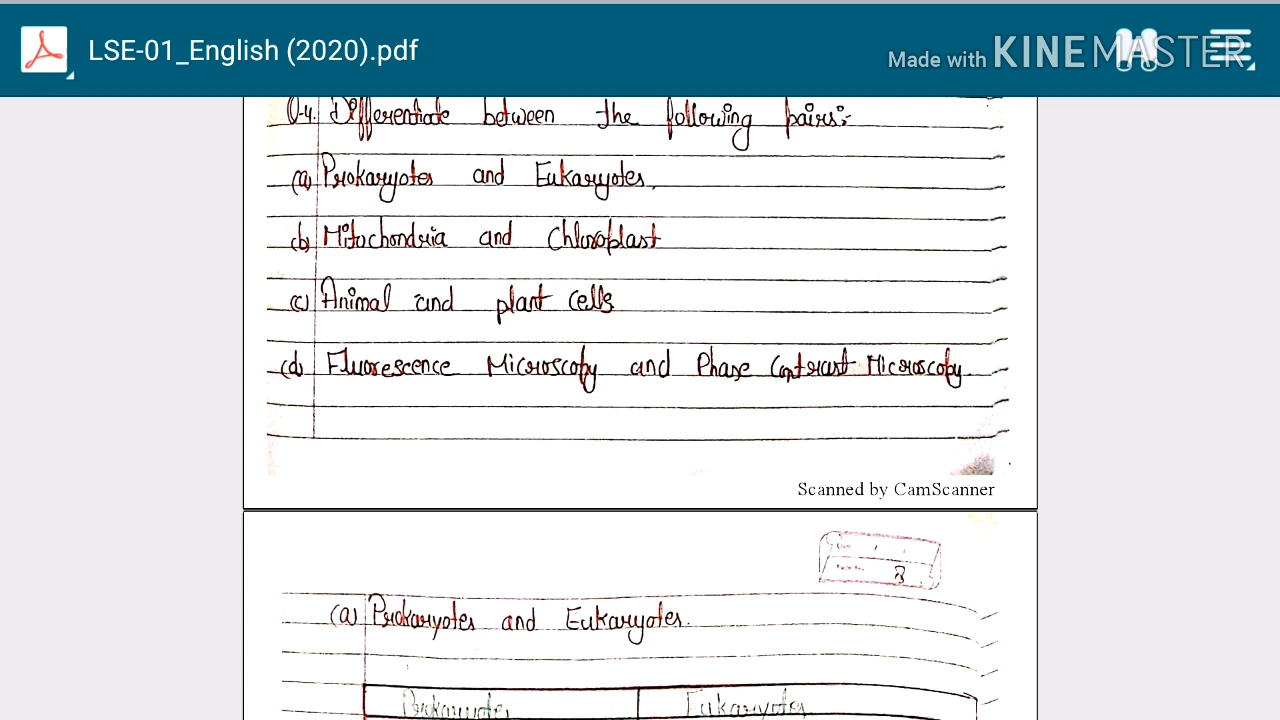 LSE-01_English (2020).pdf
Made with KINEMASTER
Q.4. Differentiate between the following pairs:-
(a) Prokaryotes and Eukaryotes.
(b) Mitochondria and Chloroplast
(c) Animal and plant cells
(d) Fluorescence Microscopy and Phase Contrast Microscopy.
Scanned by CamScanner
(a) Prokaryotes and Eukaryotes.
Prokaryotes Eukaryotes